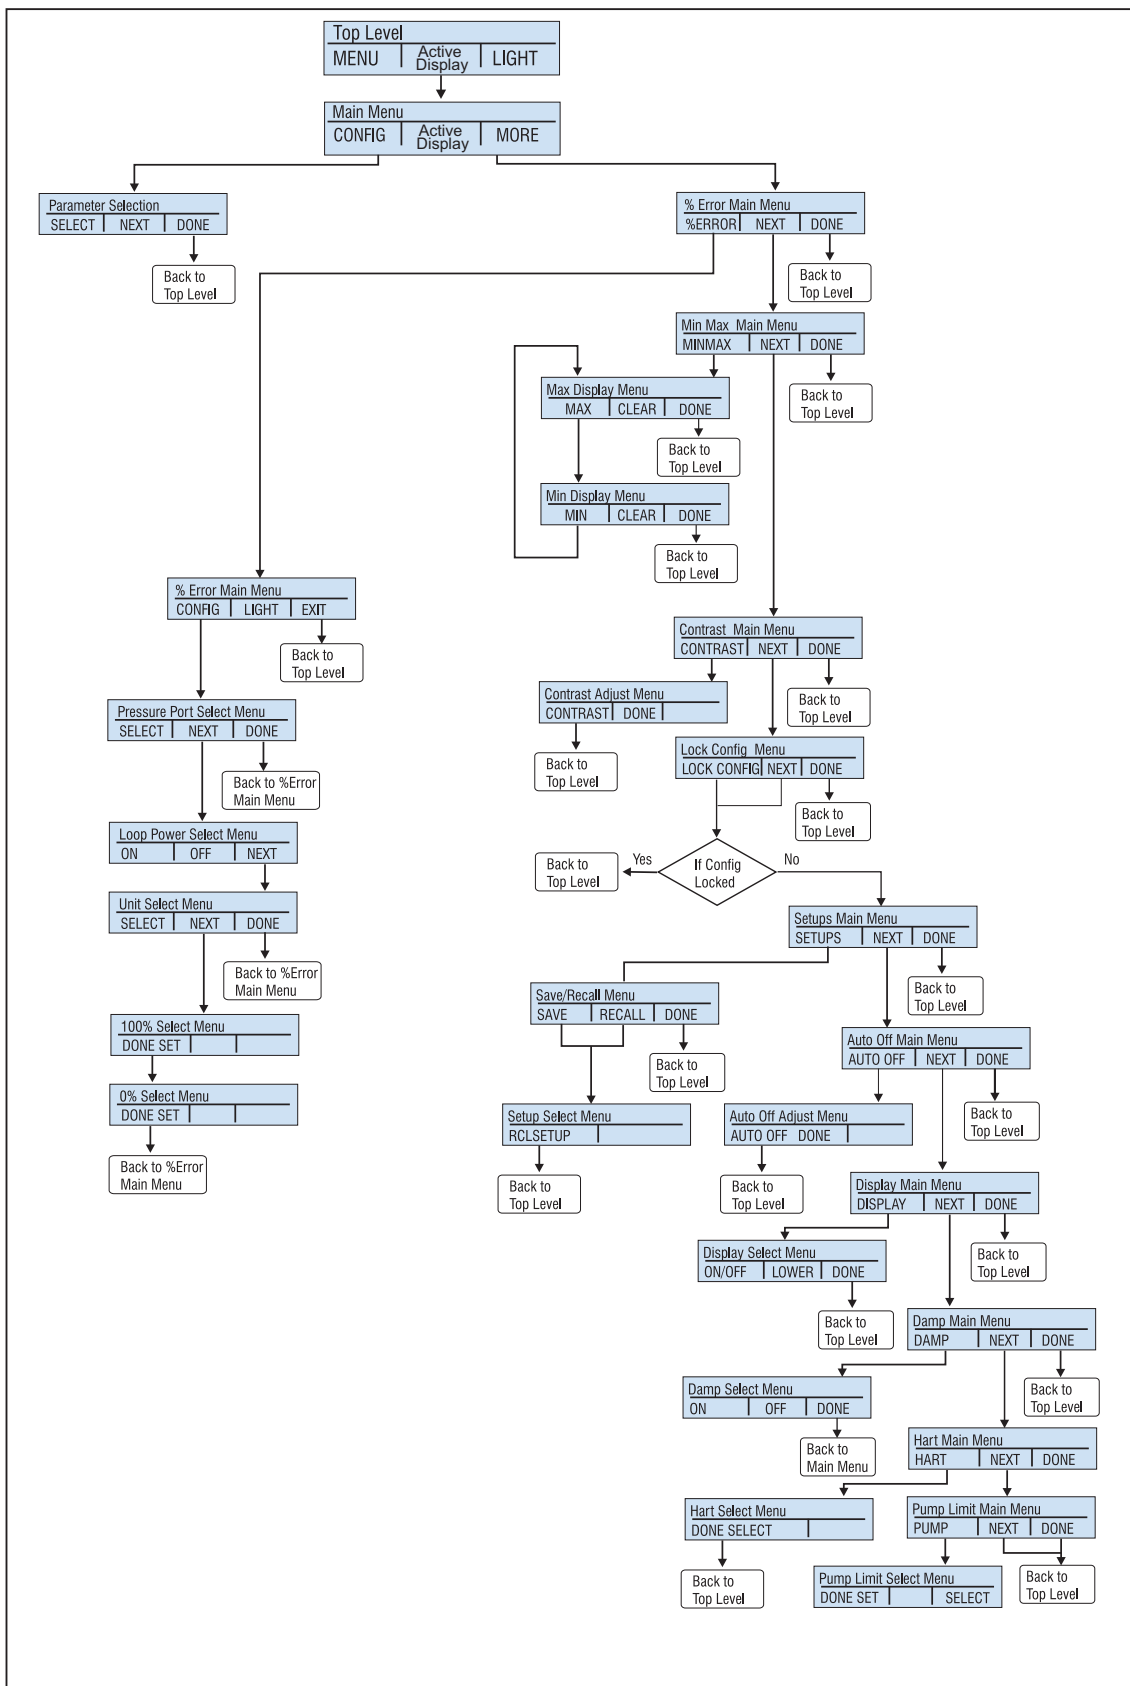 Top Level
MENU Active Display LIGHT
Main Menu
CONFIG Active Display MORE
Parameter Selection
SELECT NEXT DONE
Back to
Top Level
% Error Main Menu
%ERROR NEXT DONE
Back to
Top Level
Min Max Main Menu
MINMAX NEXT DONE
Back to
Top Level
Max Display Menu
MAX CLEAR DONE
Back to
Top Level
Min Display Menu
MIN CLEAR DONE
Back to
Top Level
% Error Main Menu
CONFIG LIGHT EXIT
Back to
Top Level
Pressure Port Select Menu
SELECT NEXT DONE
Back to %Error
Main Menu
Loop Power Select Menu
ON OFF NEXT
Unit Select Menu
SELECT NEXT DONE
Back to %Error
Main Menu
100% Select Menu
DONE SET
0% Select Menu
DONE SET
Back to %Error
Main Menu
Contrast Main Menu
CONTRAST NEXT DONE
Back to
Top Level
Contrast Adjust Menu
CONTRAST DONE
Back to
Top Level
Lock Config Menu
LOCK CONFIG NEXT DONE
Back to
Top Level
If Config
Locked
Yes
No
Back to
Top Level
Setups Main Menu
SETUPS NEXT DONE
Back to
Top Level
Save/Recall Menu
SAVE RECALL DONE
Back to
Top Level
Setup Select Menu
RCLSETUP
Back to
Top Level
Auto Off Main Menu
AUTO OFF NEXT DONE
Back to
Top Level
Auto Off Adjust Menu
AUTO OFF DONE
Back to
Top Level
Display Main Menu
DISPLAY NEXT DONE
Back to
Top Level
Display Select Menu
ON/OFF LOWER DONE
Back to
Top Level
Damp Main Menu
DAMP NEXT DONE
Back to
Top Level
Damp Select Menu
ON OFF DONE
Back to
Main Menu
Hart Main Menu
HART NEXT DONE
Hart Select Menu
DONE SELECT
Back to
Top Level
Pump Limit Main Menu
PUMP NEXT DONE
Back to
Top Level
Pump Limit Select Menu
DONE SET SELECT